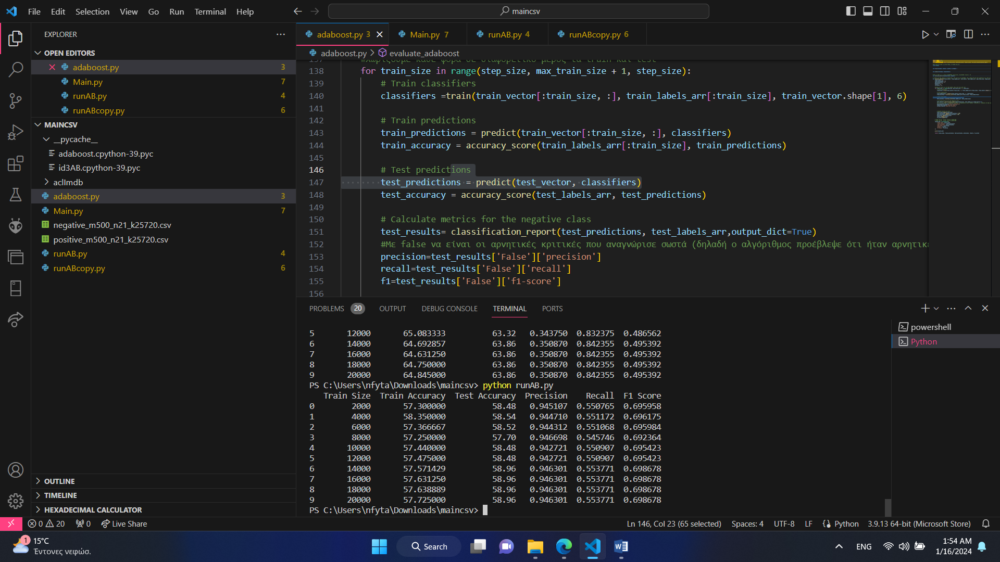 File Edit Selection View Go Run Terminal Help
maincsv
EXPLORER
OPEN EDITORS
adaboost.py 3
Main.py 7
runAB.py 4
runABcopy.py 6
MAINCSV
__pycache__
adaboost.cpython-39.pyc
id3AB.cpython-39.pyc
aclImdb
adaboost.py 3
Main.py 7
negative_m500_n21_k25720.csv
positive_m500_n21_k25720.csv
runAB.py 4
runABcopy.py 6
OUTLINE
TIMELINE
HEXADECIMAL CALCULATOR
adaboost.py 3 Main.py 7 runAB.py 4 runABcopy.py 6
adaboost.py > evaluate_adaboost
137 #χωρίζουμε κάθε φορά σε διαφορετικό μέρος τα train και test
138 for train_size in range(step_size, max_train_size + 1, step_size):
139 # Train classifiers
140 classifiers =train(train_vector[:train_size, :], train_labels_arr[:train_size], train_vector.shape[1], 6)
141
142 # Train predictions
143 train_predictions = predict(train_vector[:train_size, :], classifiers)
144 train_accuracy = accuracy_score(train_labels_arr[:train_size], train_predictions)
145
146 # Test predictions
147 test_predictions = predict(test_vector, classifiers)
148 test_accuracy = accuracy_score(test_labels_arr, test_predictions)
149
150 # Calculate metrics for the negative class
151 test_results= classification_report(test_predictions, test_labels_arr,output_dict=True)
152 #Με false να είναι οι αρνητικές κριτικές που αναγνώρισε σωστά (δηλαδή ο αλγόριθμος προέβλεψε ότι ήταν αρνητικέ
153 precision=test_results['False']['precision']
154 recall=test_results['False']['recall']
155 f1=test_results['False']['f1-score']
156
PROBLEMS 20 OUTPUT DEBUG CONSOLE TERMINAL PORTS
5 12000 65.083333 63.32 0.343750 0.832375 0.486562
6 14000 64.692857 63.86 0.350870 0.842355 0.495392
7 16000 64.631250 63.86 0.350870 0.842355 0.495392
8 18000 64.750000 63.86 0.350870 0.842355 0.495392
9 20000 64.845000 63.86 0.350870 0.842355 0.495392
PS C:\Users\nfyta\Downloads\maincsv> python runAB.py
Train Size Train Accuracy Test Accuracy Precision Recall F1 Score
0 2000 57.300000 58.48 0.945107 0.550765 0.695958
1 4000 58.350000 58.54 0.944710 0.551172 0.696175
2 6000 57.366667 58.52 0.944312 0.551068 0.695984
3 8000 57.250000 57.70 0.946698 0.545746 0.692364
4 10000 57.440000 58.48 0.942721 0.550907 0.695423
5 12000 57.475000 58.48 0.942721 0.550907 0.695423
6 14000 57.571429 58.96 0.946301 0.553771 0.698678
7 16000 57.631250 58.96 0.946301 0.553771 0.698678
8 18000 57.638889 58.96 0.946301 0.553771 0.698678
9 20000 57.725000 58.96 0.946301 0.553771 0.698678
PS C:\Users\nfyta\Downloads\maincsv>
powershell
Python
0 20 0 Live Share
Ln 146, Col 23 (65 selected) Spaces: 4 UTF-8 LF Python 3.9.13 64-bit (Microsoft Store)
1
15°C
Έντονες νεφώσ.
Search
ENG
1:54 AM
1/16/2024